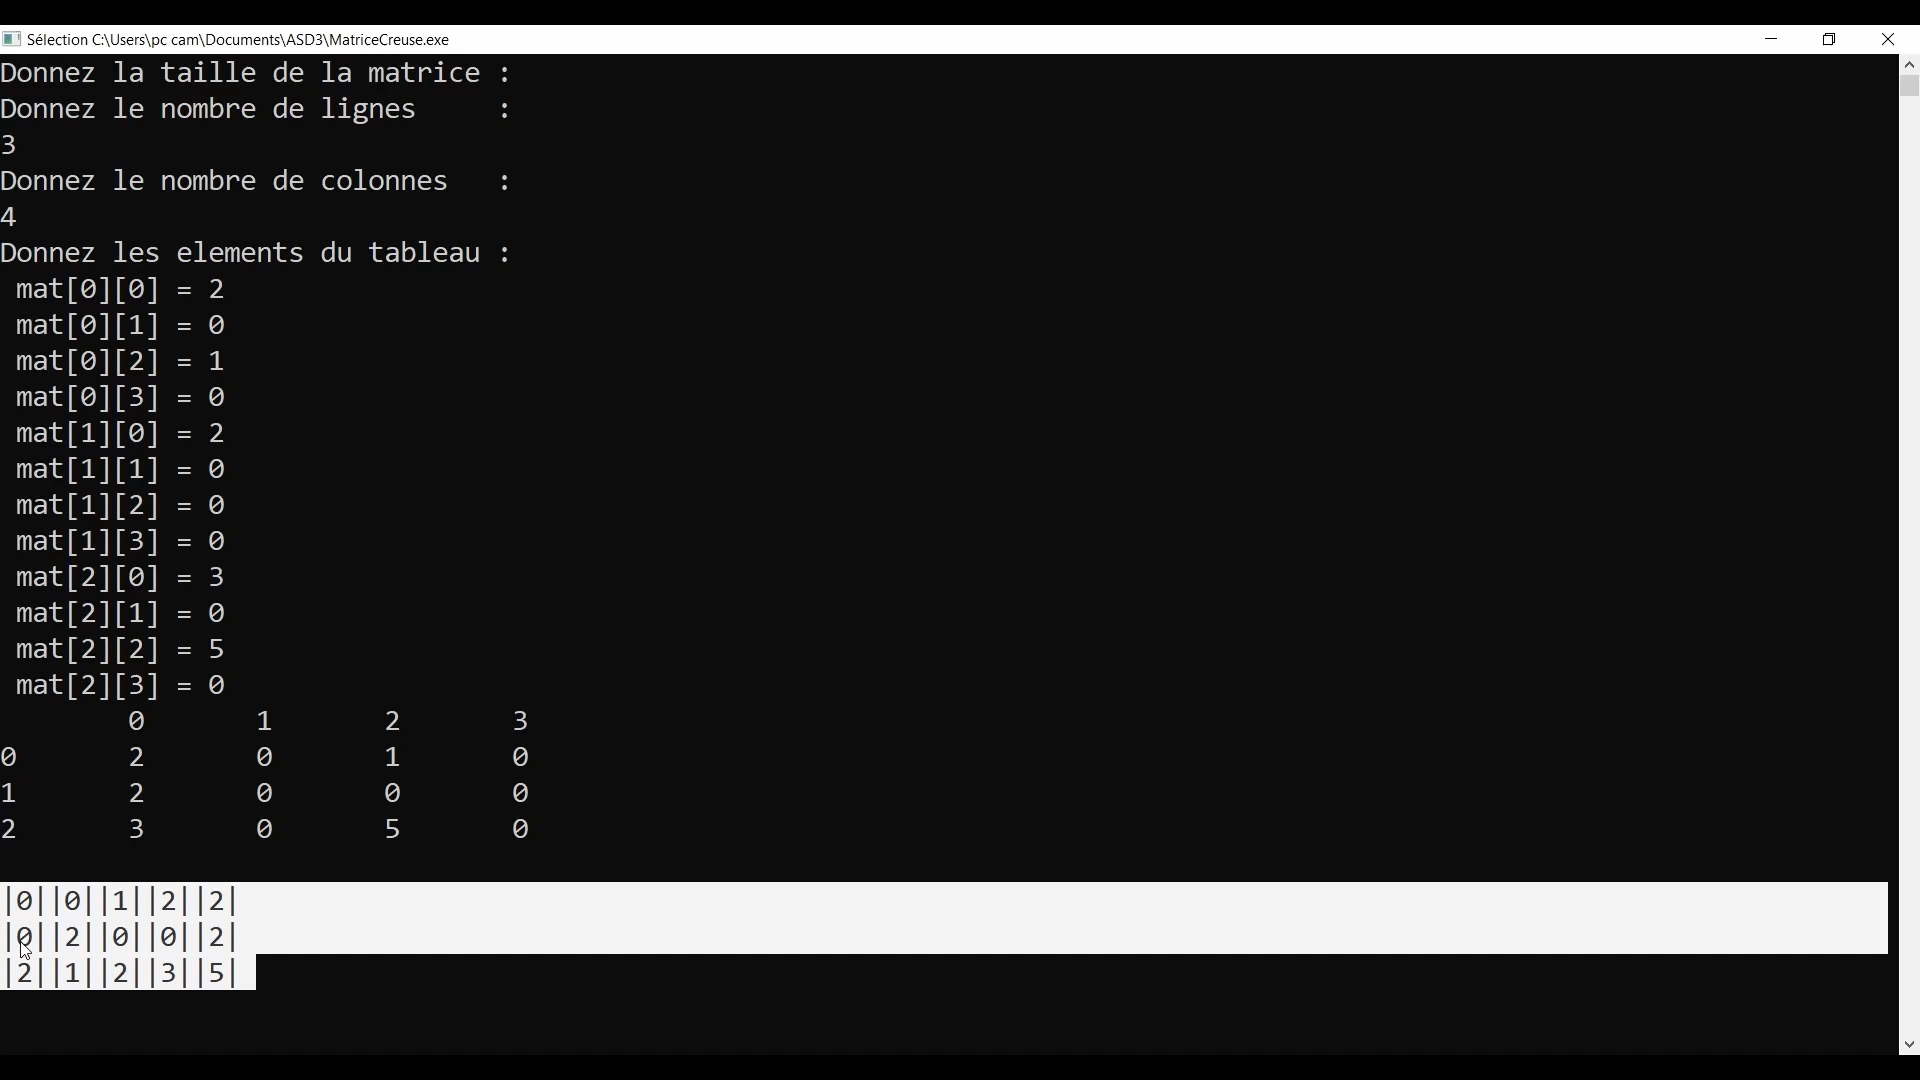 Sélection C:\Users\pc cam\Documents\ASD3\MatriceCreuse.exe
Donnez la taille de la matrice :
Donnez le nombre de lignes     :
3
Donnez le nombre de colonnes   :
4
Donnez les elements du tableau :
 mat[0][0] = 2
 mat[0][1] = 0
 mat[0][2] = 1
 mat[0][3] = 0
 mat[1][0] = 2
 mat[1][1] = 0
 mat[1][2] = 0
 mat[1][3] = 0
 mat[2][0] = 3
 mat[2][1] = 0
 mat[2][2] = 5
 mat[2][3] = 0
        0       1       2       3
0       2       0       1       0
1       2       0       0       0
2       3       0       5       0
|0||0||1||2||2|
|0||2||0||0||2|
|2||1||2||3||5|